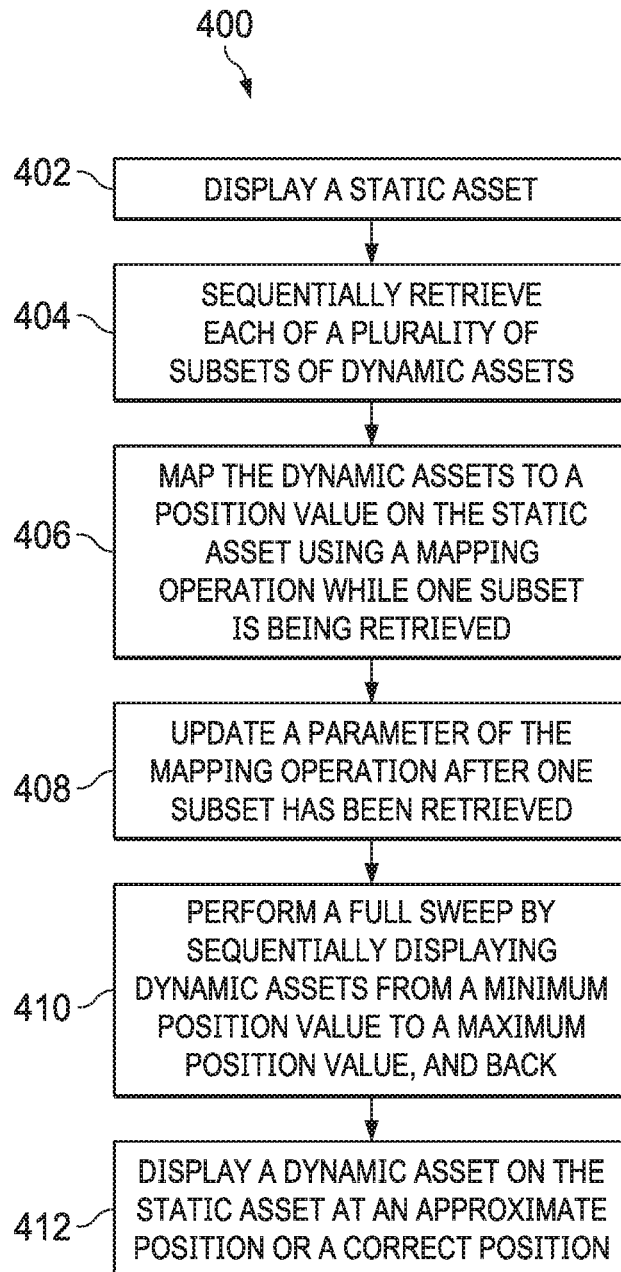 400
402
DISPLAY A STATIC ASSET
404
SEQUENTIALLY RETRIEVE
EACH OF A PLURALITY OF
SUBSETS OF DYNAMIC ASSETS
406
MAP THE DYNAMIC ASSETS TO A
POSITION VALUE ON THE STATIC
ASSET USING A MAPPING
OPERATION WHILE ONE SUBSET
IS BEING RETRIEVED
408
UPDATE A PARAMETER OF THE
MAPPING OPERATION AFTER ONE
SUBSET HAS BEEN RETRIEVED
410
PERFORM A FULL SWEEP BY
SEQUENTIALLY DISPLAYING
DYNAMIC ASSETS FROM A MINIMUM
POSITION VALUE TO A MAXIMUM
POSITION VALUE, AND BACK
412
DISPLAY A DYNAMIC ASSET ON THE
STATIC ASSET AT AN APPROXIMATE
POSITION OR A CORRECT POSITION